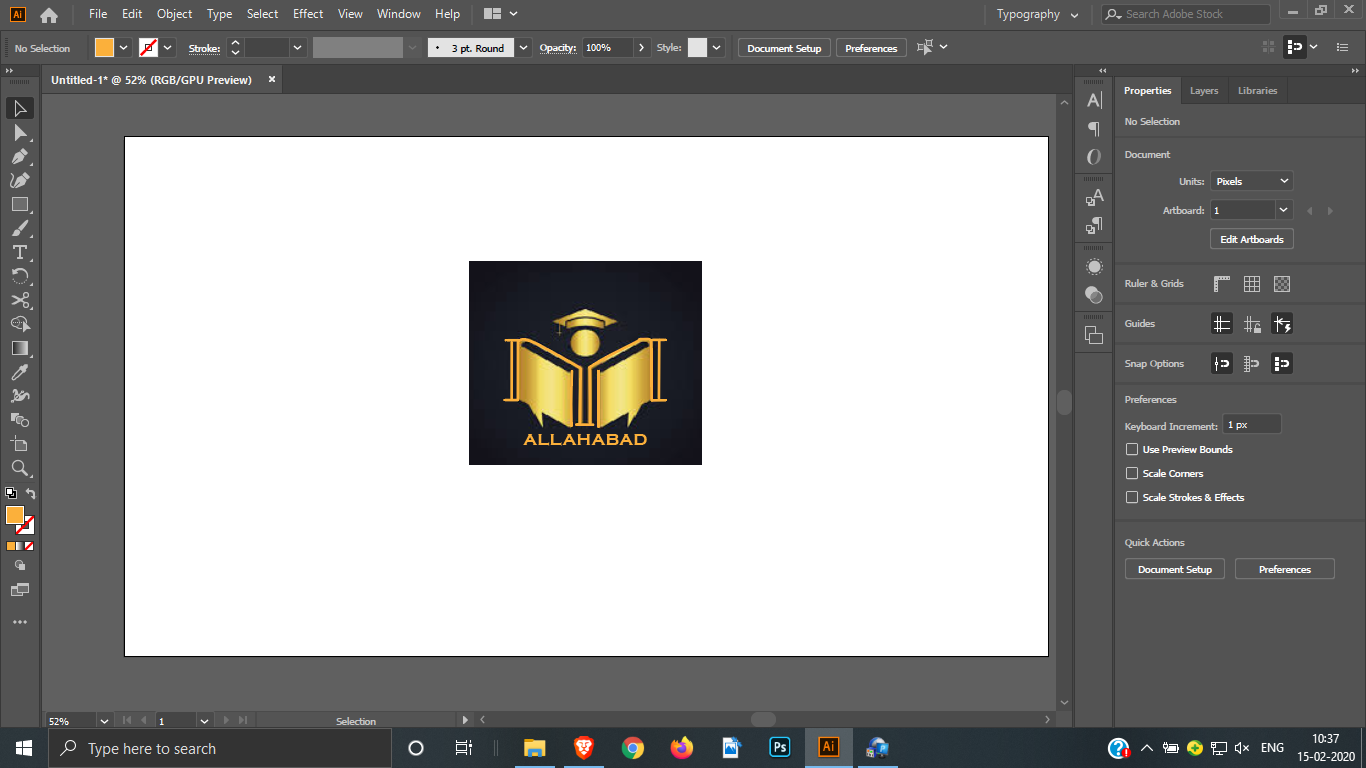 Ai File Edit Object Type Select Effect View Window Help Typography Search Adobe Stock
No Selection Stroke: 3 pt. Round Opacity: 100% Style: Document Setup Preferences
Untitled-1* @ 52% (RGB/GPU Preview) ×
Properties Layers Libraries
No Selection
Document
Units: Pixels
Artboard: 1
Edit Artboards
Ruler & Grids
Guides
Snap Options
Preferences
Keyboard Increment: 1 px
Use Preview Bounds
Scale Corners
Scale Strokes & Effects
Quick Actions
Document Setup Preferences
ALLAHABAD
52% 1 Selection
Type here to search Ps Ai ENG 10:37
15-02-2020